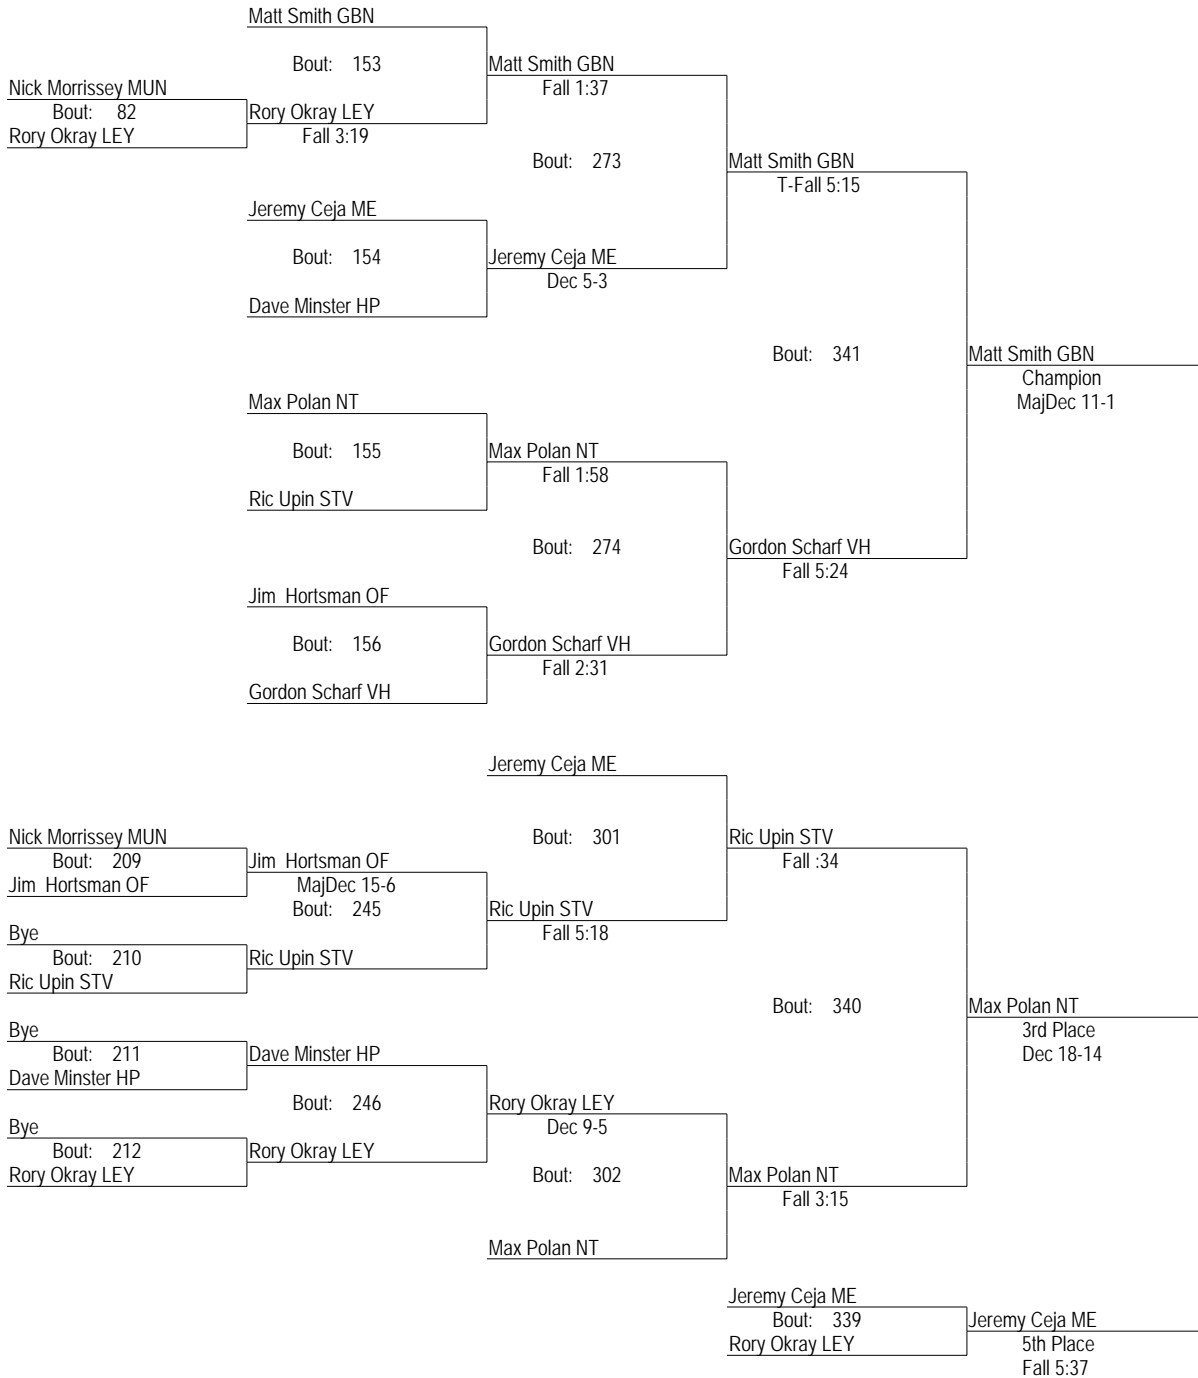 Matt Smith GBN
Bout: 153
Matt Smith GBN
Fall 1:37
Nick Morrissey MUN
Bout: 82
Rory Okray LEY
Rory Okray LEY
Fall 3:19
Bout: 273
Matt Smith GBN
T-Fall 5:15
Jeremy Ceja ME
Bout: 154
Jeremy Ceja ME
Dec 5-3
Dave Minster HP
Bout: 341
Matt Smith GBN
Champion
MajDec 11-1
Max Polan NT
Bout: 155
Max Polan NT
Fall 1:58
Ric Upin STV
Bout: 274
Gordon Scharf VH
Fall 5:24
Jim Hortsman OF
Bout: 156
Gordon Scharf VH
Fall 2:31
Gordon Scharf VH
Jeremy Ceja ME
Bout: 301
Ric Upin STV
Fall :34
Nick Morrissey MUN
Bout: 209
Jim Hortsman OF
Jim Hortsman OF
MajDec 15-6
Bout: 245
Ric Upin STV
Fall 5:18
Bye
Bout: 210
Ric Upin STV
Ric Upin STV
Bout: 340
Max Polan NT
3rd Place
Dec 18-14
Bye
Bout: 211
Dave Minster HP
Dave Minster HP
Bout: 246
Rory Okray LEY
Dec 9-5
Bye
Bout: 212
Rory Okray LEY
Rory Okray LEY
Bout: 302
Max Polan NT
Fall 3:15
Max Polan NT
Jeremy Ceja ME
Bout: 339
Rory Okray LEY
Jeremy Ceja ME
5th Place
Fall 5:37